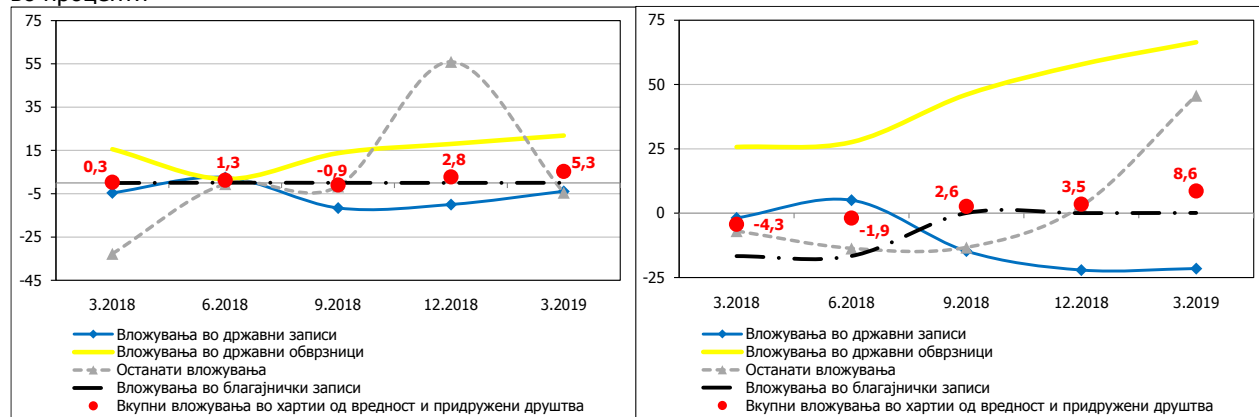 во проценти
75
55
35
15
-5
-25
-45
0,3
1,3
-0,9
2,8
5,3
3.2018
6.2018
9.2018
12.2018
3.2019
Вложувања во државни записи
Вложувања во државни обврзници
Останати вложувања
Вложувања во благајнички записи
Вкупни вложувања во хартии од вредност и придружени друштва
75
50
25
0
-25
-4,3
-1,9
2,6
3,5
8,6
3.2018
6.2018
9.2018
12.2018
3.2019
Вложувања во државни записи
Вложувања во државни обврзници
Останати вложувања
Вложувања во благајнички записи
Вкупни вложувања во хартии од вредност и придружени друштва